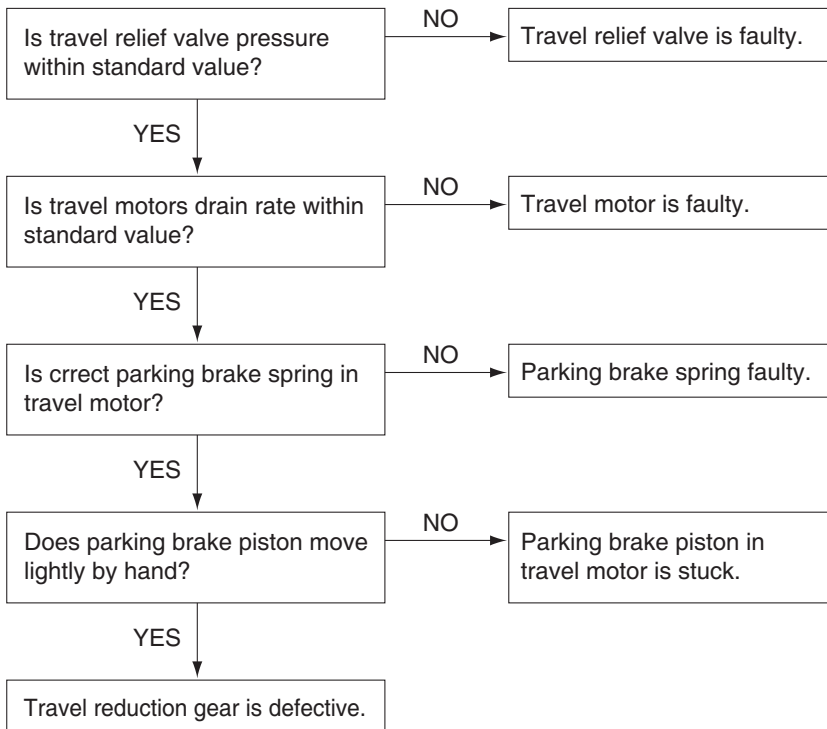 Is travel relief valve pressure
within standard value?
NO
Travel relief valve is faulty.
YES
Is travel motors drain rate within
standard value?
NO
Travel motor is faulty.
YES
Is crrect parking brake spring in
travel motor?
NO
Parking brake spring faulty.
YES
Does parking brake piston move
lightly by hand?
NO
Parking brake piston in
travel motor is stuck.
YES
Travel reduction gear is defective.